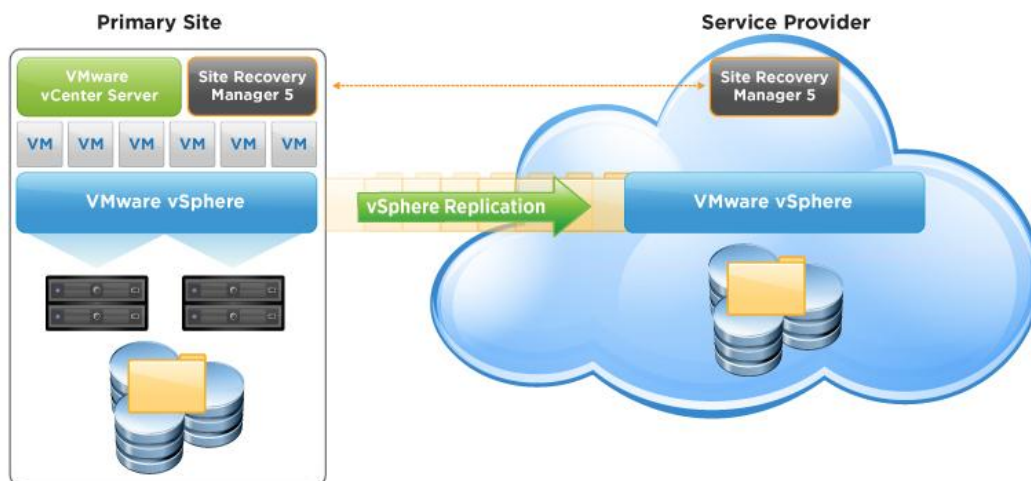 Primary Site
Service Provider
VMware
vCenter Server
Site Recovery
Manager 5
Site Recovery
Manager 5
VM VM VM VM VM VM
VMware vSphere
vSphere Replication
VMware vSphere